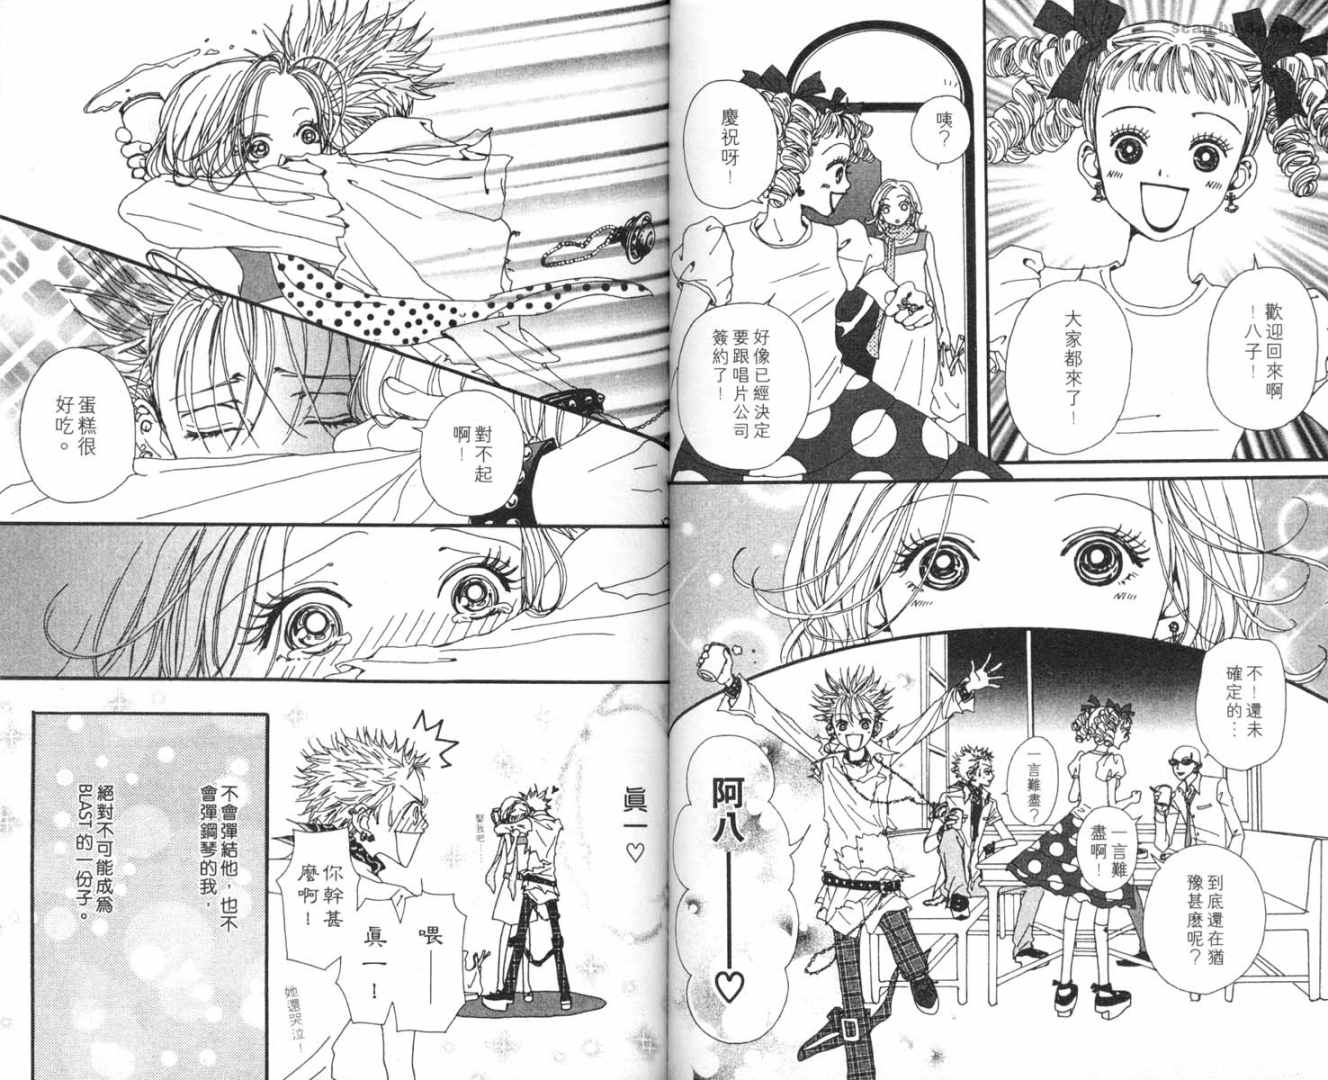 歡迎回來啊
！八子！
大家都來了！
咦？
慶祝呀！
好像已經決定
要跟唱片公司
簽約了！
不！還未
確定的…
一言難盡？
一言難
盡啊！
到底還在猶
豫甚麼呢？
阿八——♡
對不起
啊！
蛋糕很
好吃。
眞一♡
喂——
眞一！
你幹甚
麼啊！
她還哭泣！
不會彈結他，也不
會彈鋼琴的我，
絕對不可能成為
BLAST的一份子。